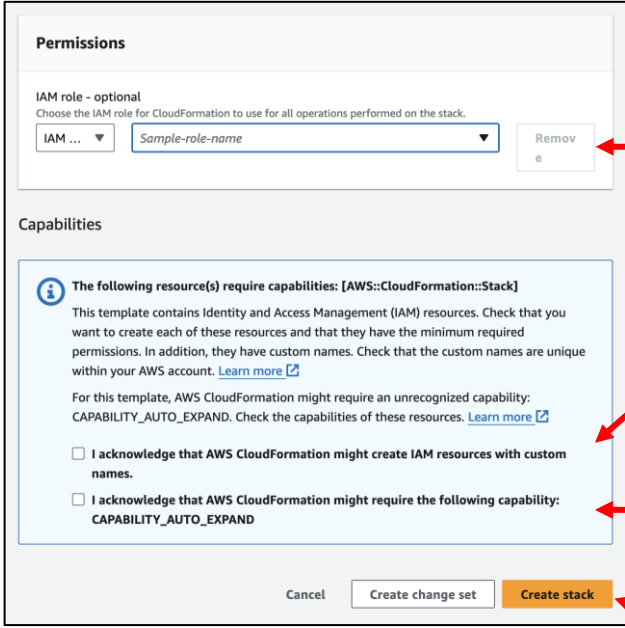 Permissions
IAM role - optional
Choose the IAM role for CloudFormation to use for all operations performed on the stack.
IAM ... Sample-role-name Remov
e
Capabilities
The following resource(s) require capabilities: [AWS::CloudFormation::Stack]
This template contains Identity and Access Management (IAM) resources. Check that you
want to create each of these resources and that they have the minimum required
permissions. In addition, they have custom names. Check that the custom names are unique
within your AWS account. Learn more
For this template, AWS CloudFormation might require an unrecognized capability:
CAPABILITY_AUTO_EXPAND. Check the capabilities of these resources. Learn more
I acknowledge that AWS CloudFormation might create IAM resources with custom
names.
I acknowledge that AWS CloudFormation might require the following capability:
CAPABILITY_AUTO_EXPAND
Cancel Create change set Create stack